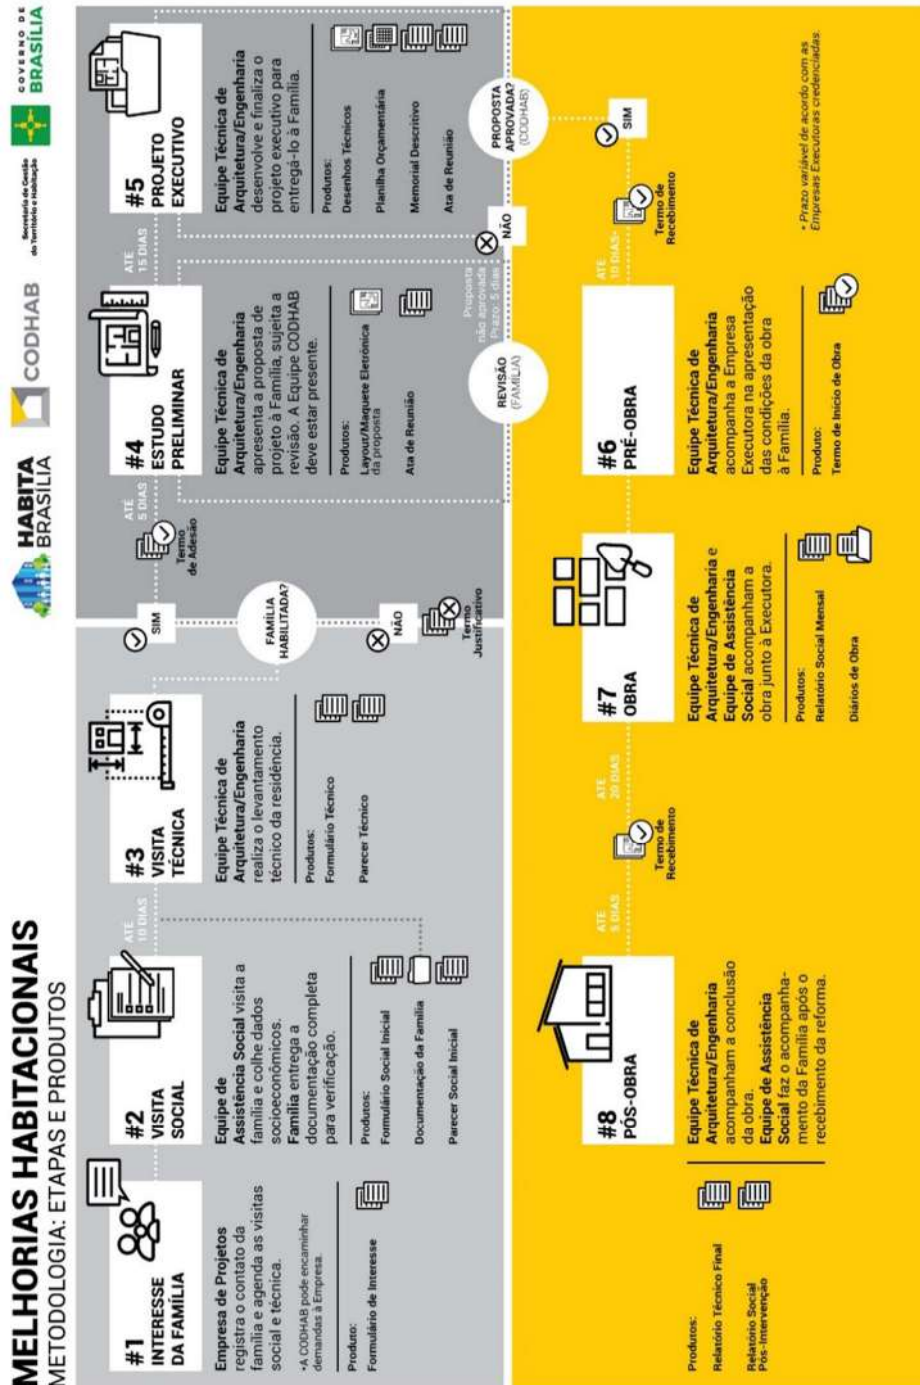 MELHORIAS HABITACIONAIS
METODOLOGIA: ETAPAS E PRODUTOS
HABITA
BRASÍLIA
CODHAB
Secretaria de Gestão
do Território e Habitação
GOVERNO DE
BRASÍLIA
#1
INTERESSE
DA FAMÍLIA
Empresa de Projetos
registra o contato da
família e agenda as visitas
social e técnica.
*A CODHAB pode encaminhar
demandas à Empresa.
Produto:
Formulário de Interesse
#2
VISITA
SOCIAL
Equipe de
Assistência Social visita a
família e colhe dados
socioeconômicos.
Família entrega a
documentação completa
para verificação.
Produtos:
Formulário Social Inicial
Documentação da Família
Parecer Social Inicial
ATÉ
10 DIAS
#3
VISITA
TÉCNICA
Equipe Técnica de
Arquitetura/Engenharia
realiza o levantamento
técnico da residência.
Produtos:
Formulário Técnico
Parecer Técnico
FAMÍLIA
HABILITADA?
SIM
NÃO
Termo
Justificativo
Termo
de Adesão
ATÉ
5 DIAS
#4
ESTUDO
PRELIMINAR
Equipe Técnica de
Arquitetura/Engenharia
apresenta a proposta de
projeto à Família, sujeita a
revisão. A Equipe CODHAB
deve estar presente.
Produtos:
Layout/Maquete Eletrônica
da proposta
Ata de Reunião
ATÉ
15 DIAS
#5
PROJETO
EXECUTIVO
Equipe Técnica de
Arquitetura/Engenharia
desenvolve e finaliza o
projeto executivo para
entregá-lo à Família.
Produtos:
Desenhos Técnicos
Planilha Orçamentária
Memorial Descritivo
Ata de Reunião
REVISÃO
(FAMÍLIA)
Proposta
não aprovada
Prazo: 5 dias
NÃO
PROPOSTA
APROVADA?
(CODHAB)
SIM
Termo de
Recebimento
ATÉ
10 DIAS*
* Prazo variável de acordo com as
Empresas Executoras credenciadas.
#6
PRÉ-OBRA
Equipe Técnica de
Arquitetura/Engenharia
acompanha a Empresa
Executora na apresentação
das condições da obra
à Família.
Produto:
Termo de Início de Obra
#7
OBRA
Equipe Técnica de
Arquitetura/Engenharia e
Equipe de Assistência
Social acompanham a
obra junto à Executora.
Produtos:
Relatório Social Mensal
Diários de Obra
ATÉ
20 DIAS
Termo de
Recebimento
ATÉ
5 DIAS
#8
PÓS-OBRA
Equipe Técnica de
Arquitetura/Engenharia
acompanham a conclusão
da obra.
Equipe de Assistência
Social faz o acompanha-
mento da Família após o
recebimento da reforma.
Produtos:
Relatório Técnico Final
Relatório Social
Pós-Intervenção